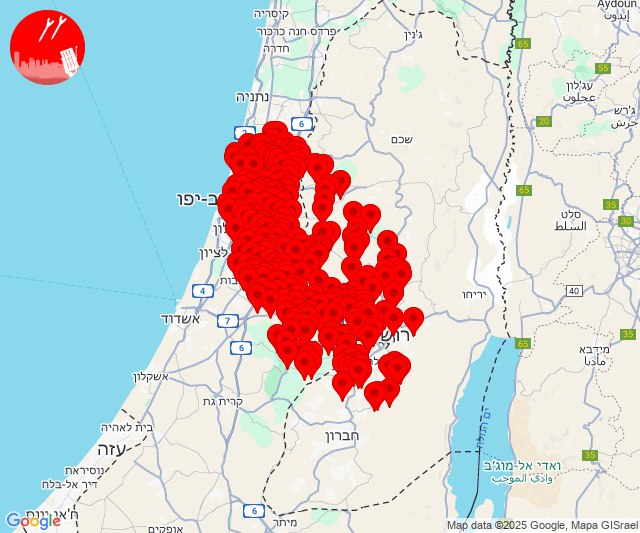 Aydoun
إيدون
קיסריה
פרדס חנה כרכור
חדרה
ג'נין
65
55
עג'לון
عجلون
ג'רש
جرش
נתניה
2
6
20
שכם
65
35
ב-יפו
סלט
السلط
30
לציון
יריחו
4
40
35
אשדוד
7
6
65
מידבא
مادبا
אשקלון
קרית גת
ים המלח
בית לאהיה
חברון
עזה
נוסיראת
דיר אל-בלח
ואדי אל-מוג'ב
وادي الموجب
6
מיתר
ח'אן יונס
אופקים
Google
Map data ©2025 Google, Mapa GISrael